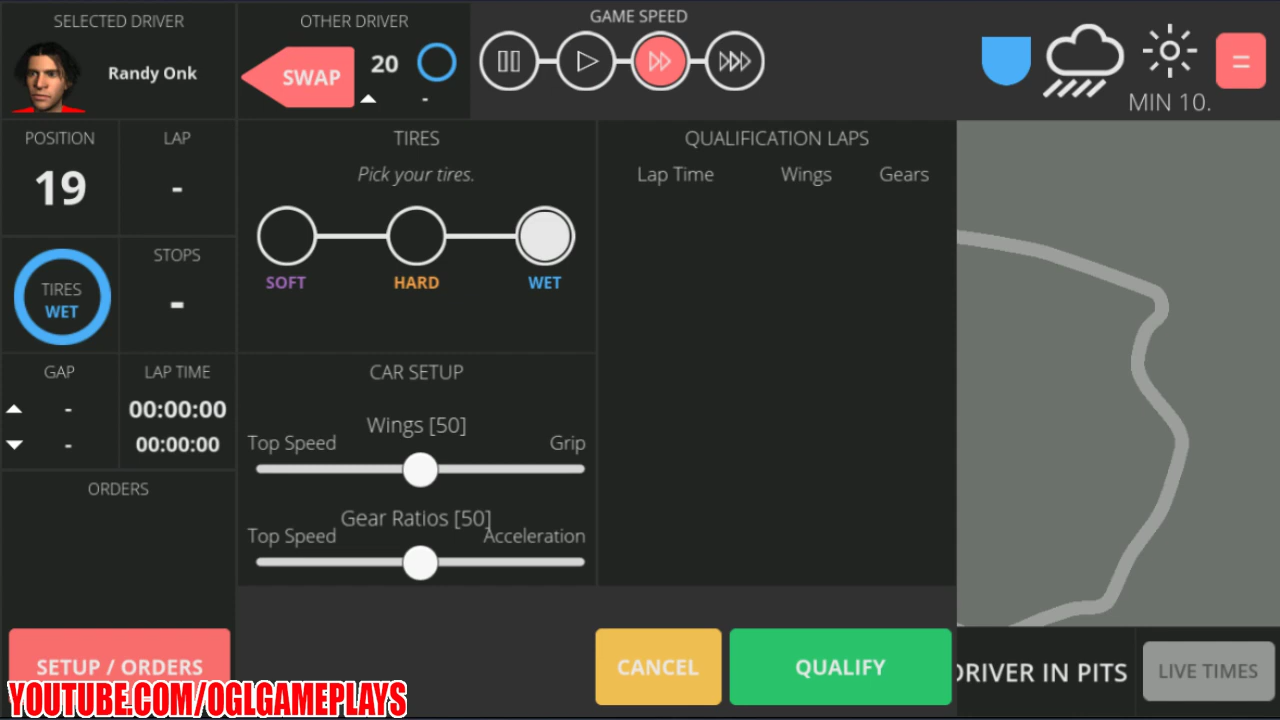 SELECTED DRIVER
Randy Onk
OTHER DRIVER
SWAP
20
-
GAME SPEED
MIN 10.
POSITION
19
LAP
-
TIRES
WET
STOPS
-
GAP
-
-
LAP TIME
00:00:00
00:00:00
ORDERS
SETUP / ORDERS
TIRES
Pick your tires.
SOFT
HARD
WET
CAR SETUP
Wings [50]
Top Speed
Grip
Gear Ratios [50]
Top Speed
Acceleration
QUALIFICATION LAPS
Lap Time Wings Gears
CANCEL
QUALIFY
DRIVER IN PITS
LIVE TIMES
YOUTUBE.COM/OGLGAMEPLAYS